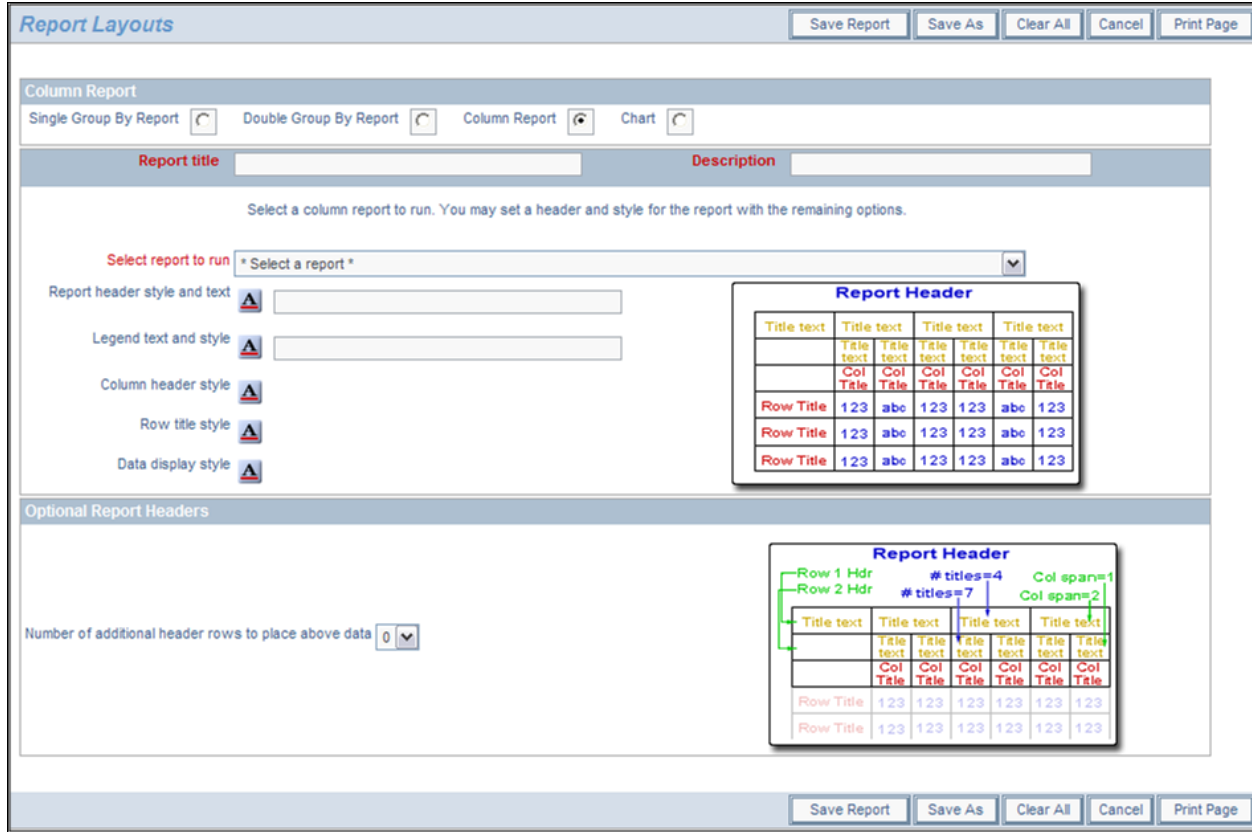 Report Layouts
Save Report Save As Clear All Cancel Print Page
Column Report
Single Group By Report Double Group By Report Column Report Chart
Report title Description
Select a column report to run. You may set a header and style for the report with the remaining options.
Select report to run * Select a report *
Report header style and text A
Legend text and style A
Column header style A
Row title style A
Data display style A
Report Header
Title text Title text Title text Title text
Title text Title text Title text Title text Title text Title text
Col Title Col Title Col Title Col Title Col Title Col Title
Row Title 123 abc 123 123 abc 123
Row Title 123 abc 123 123 abc 123
Row Title 123 abc 123 123 abc 123
Optional Report Headers
Number of additional header rows to place above data 0
Report Header
Row 1 Hdr # titles=4 Col span=1
Row 2 Hdr # titles=7 Col span=2
Title text Title text Title text Title text
Title text Title text Title text Title text Title text Title text
Col Title Col Title Col Title Col Title Col Title Col Title
Row Title 123 123 123 123 123 123
Row Title 123 123 123 123 123 123
Save Report Save As Clear All Cancel Print Page